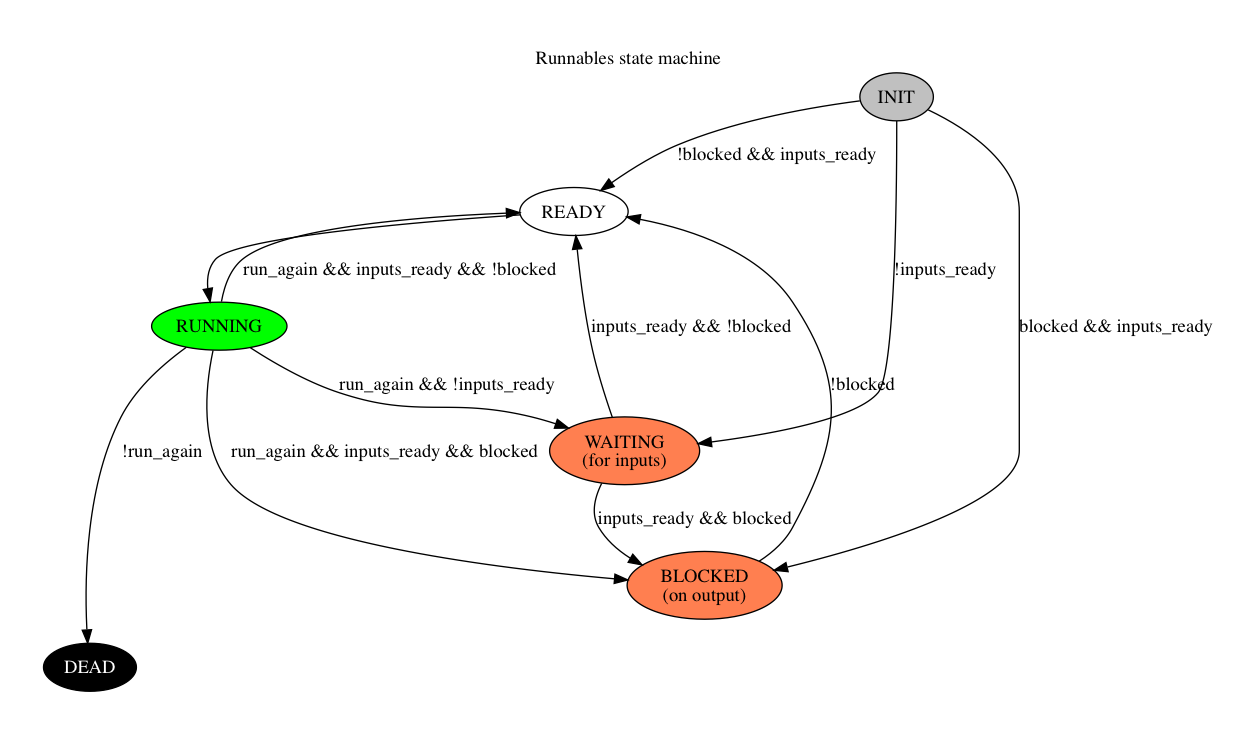 Runnables state machine
INIT
!blocked && inputs_ready
READY
run_again && inputs_ready && !blocked
!inputs_ready
RUNNING
inputs_ready && !blocked
blocked && inputs_ready
run_again && !inputs_ready
!blocked
!run_again
run_again && inputs_ready && blocked
WAITING
(for inputs)
inputs_ready && blocked
BLOCKED
(on output)
DEAD